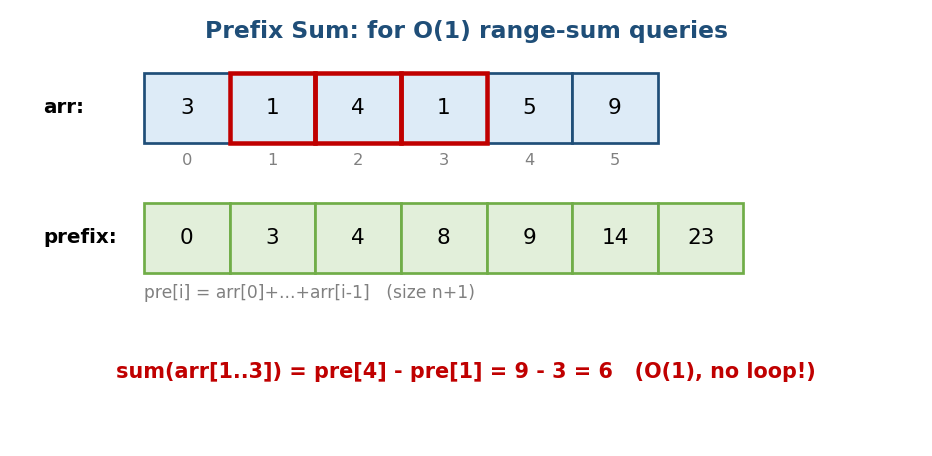 Prefix Sum: for O(1) range-sum queries
arr: 3 1 4 1 5 9
0 1 2 3 4 5
prefix: 0 3 4 8 9 14 23
pre[i] = arr[0]+...+arr[i-1] (size n+1)
sum(arr[1..3]) = pre[4] - pre[1] = 9 - 3 = 6 (O(1), no loop!)